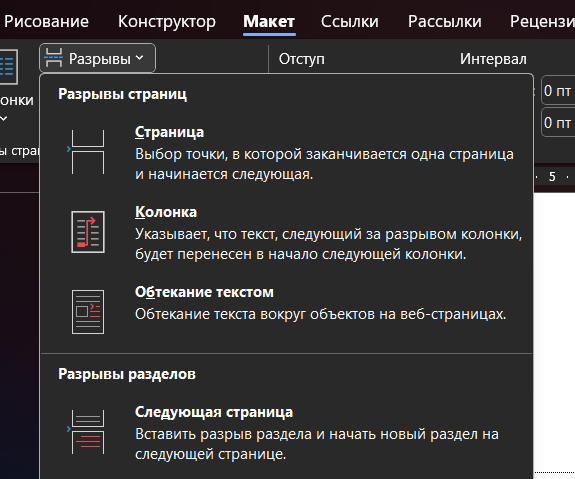 Рисование Конструктор Макет Ссылки Рассылки Рецензи
Разрывы Отступ Интервал
онки
0 пт
0 пт
ы стра
5
Разрывы страниц
Страница
Выбор точки, в которой заканчивается одна страница
и начинается следующая.
Колонка
Указывает, что текст, следующий за разрывом колонки,
будет перенесен в начало следующей колонки.
Обтекание текстом
Обтекание текста вокруг объектов на веб-страницах.
Разрывы разделов
Следующая страница
Вставить разрыв раздела и начать новый раздел на
следующей странице.